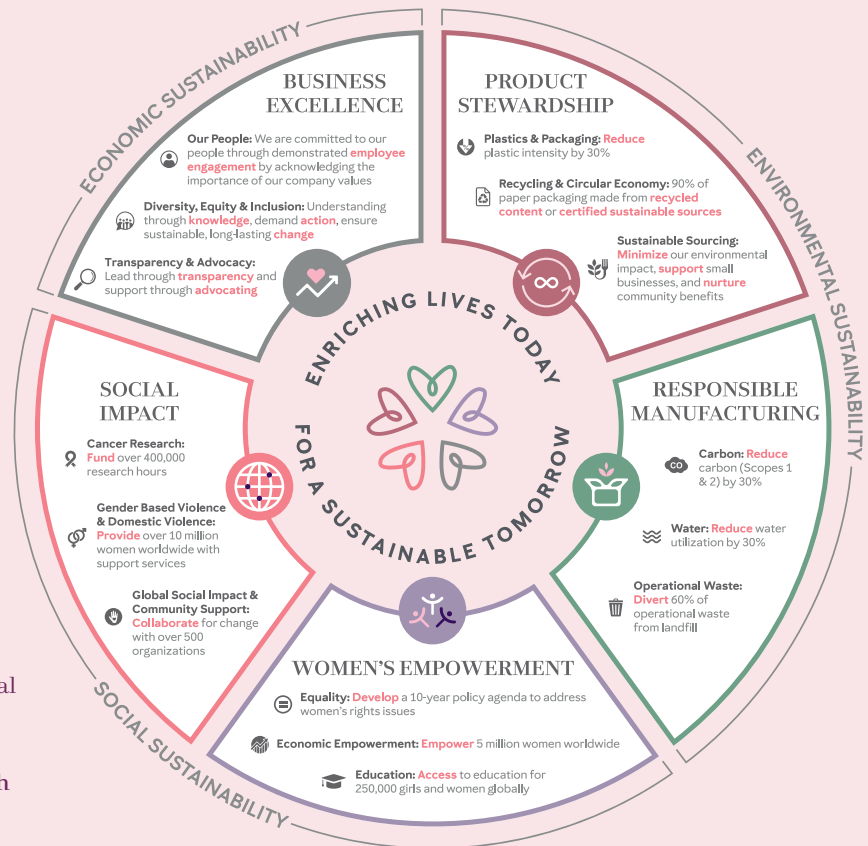 ECONOMIC SUSTAINABILITY
BUSINESS
EXCELLENCE
Our People: We are committed to our
people through demonstrated employee
engagement by acknowledging the
importance of our company values
Diversity, Equity & Inclusion: Understanding
through knowledge, demand action, ensure
sustainable, long-lasting change
Transparency & Advocacy:
Lead through transparency and
support through advocating
ENVIRONMENTAL SUSTAINABILITY
PRODUCT
STEWARDSHIP
Plastics & Packaging: Reduce
plastic intensity by 30%
Recycling & Circular Economy: 90% of
paper packaging made from recycled
content or certified sustainable sources
Sustainable Sourcing:
Minimize our environmental
impact, support small
businesses, and nurture
community benefits
RESPONSIBLE
MANUFACTURING
CO
Carbon: Reduce
carbon (Scopes 1
& 2) by 30%
Water: Reduce water
utilization by 30%
Operational Waste:
Divert 60% of
operational waste
from landfill
ENRICHING LIVES TODAY
FOR A SUSTAINABLE TOMORROW
SOCIAL
IMPACT
Cancer Research:
Fund over 400,000
research hours
Gender Based Violence
& Domestic Violence:
Provide over 10 million
women worldwide with
support services
Global Social Impact &
Community Support:
Collaborate for change
with over 500
organizations
WOMEN'S EMPOWERMENT
Equality: Develop a 10-year policy agenda to address
women's rights issues
Economic Empowerment: Empower 5 million women worldwide
Education: Access to education for
250,000 girls and women globally
SOCIAL SUSTAINABILITY